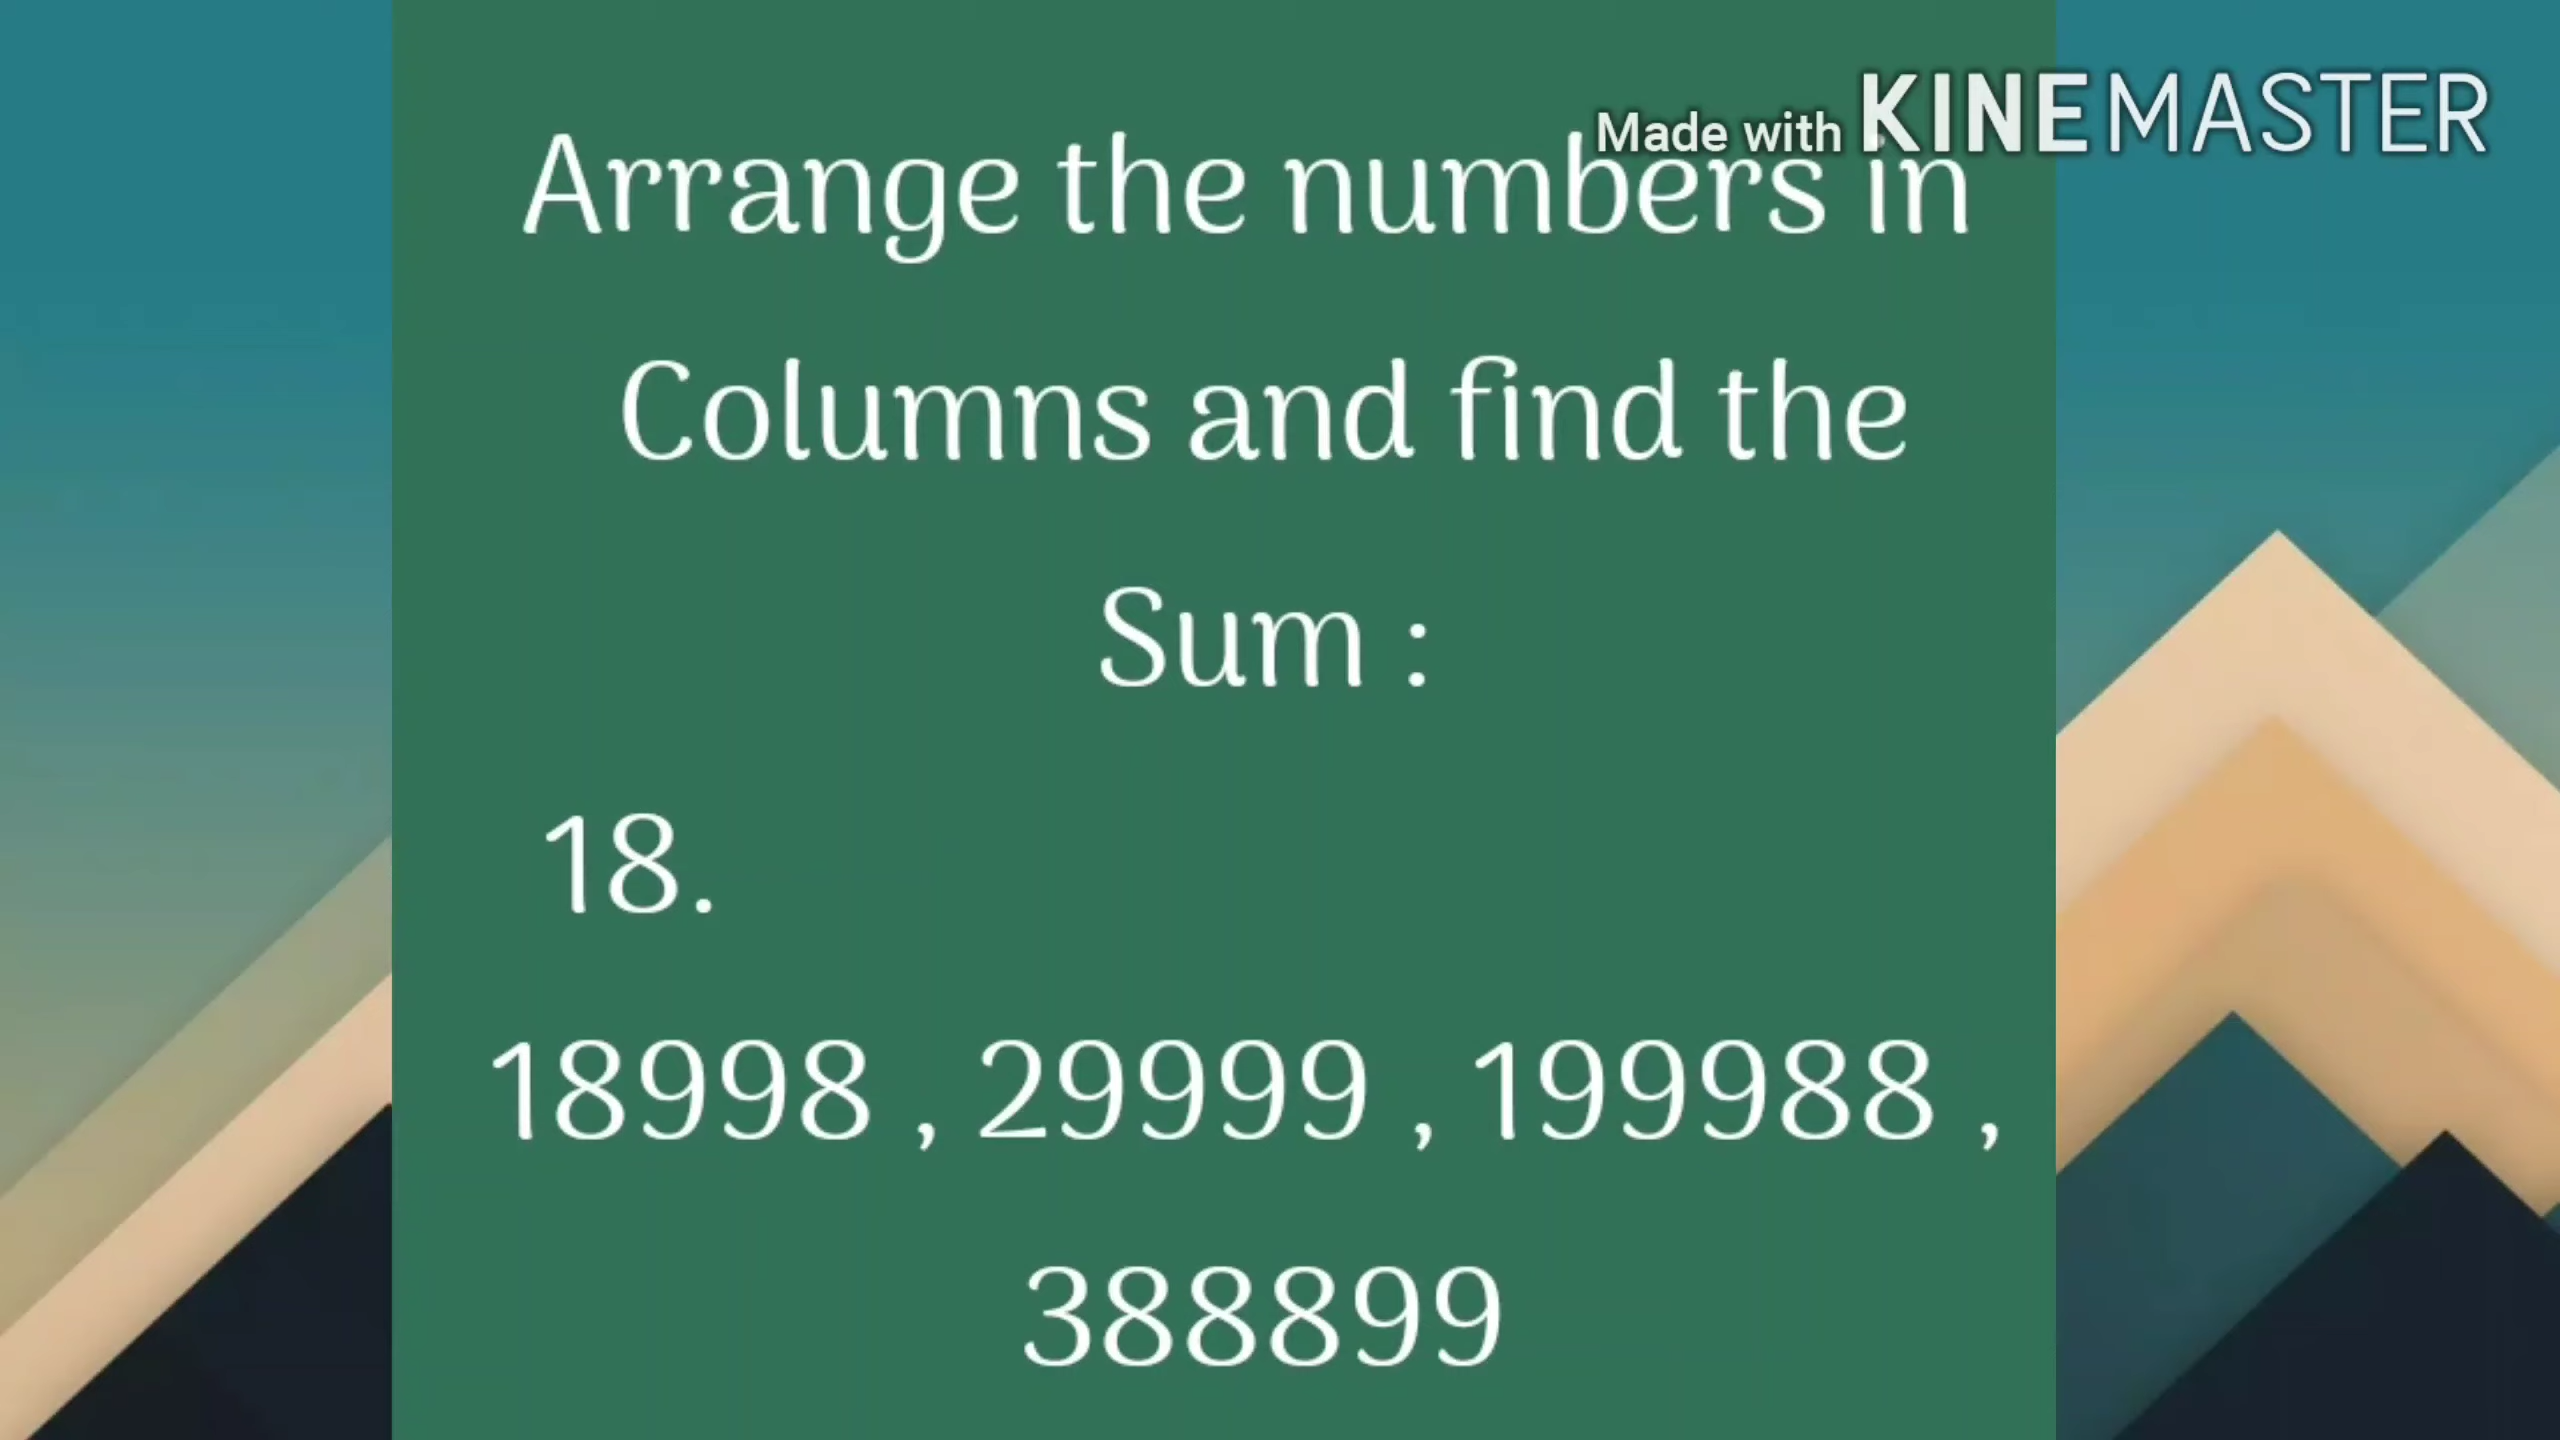 Made with KINEMASTER
Arrange the numbers in
Columns and find the
Sum :
18.
18998 , 29999 , 199988 ,
388899